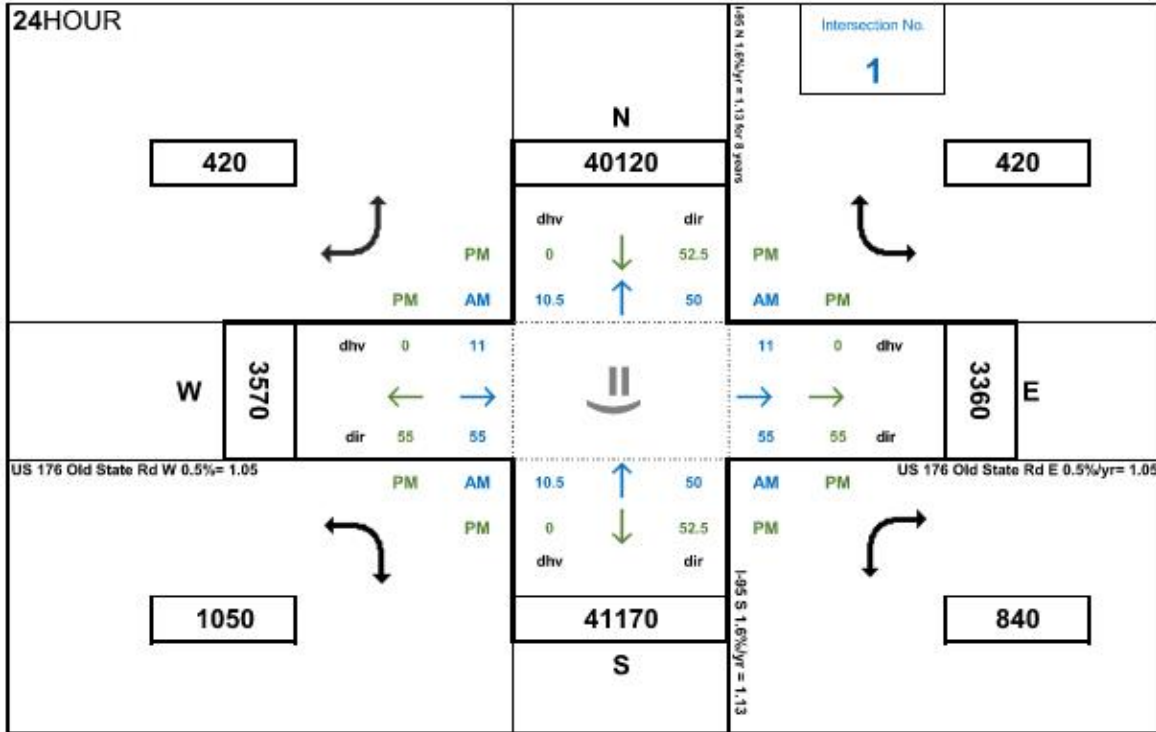 24HOUR
I-95 N 1.6%/yr = 1.13 for 8 years
Intersection No.
1
N
420
40120
420
dhv dir
PM 0 52.5 PM
PM AM 10.5 50 AM PM
dhv 0 11 11 0 dhv
W 3570 = 3360 E
dir 55 55 55 55 dir
US 176 Old State Rd W 0.5%= 1.05
US 176 Old State Rd E 0.5%/yr= 1.05
PM AM 10.5 50 AM PM
PM 0 52.5 PM
dhv dir
I-95 S 1.6%/yr = 1.13
1050
41170
840
S